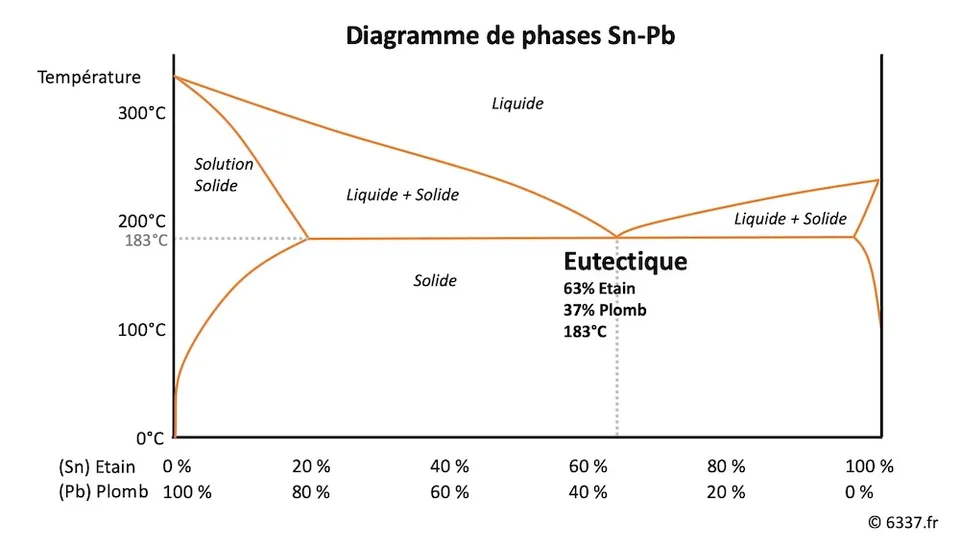 Diagramme de phases Sn-Pb
Température
Liquide
300°C
Solution
Solide
Liquide + Solide
200°C
Liquide + Solide
183°C
Eutectique
63% Etain
37% Plomb
183°C
Solide
100°C
0°C
(Sn) Etain 0 % 20 % 40 % 60 % 80 % 100 %
(Pb) Plomb 100 % 80 % 60 % 40 % 20 % 0 %
© 6337.fr